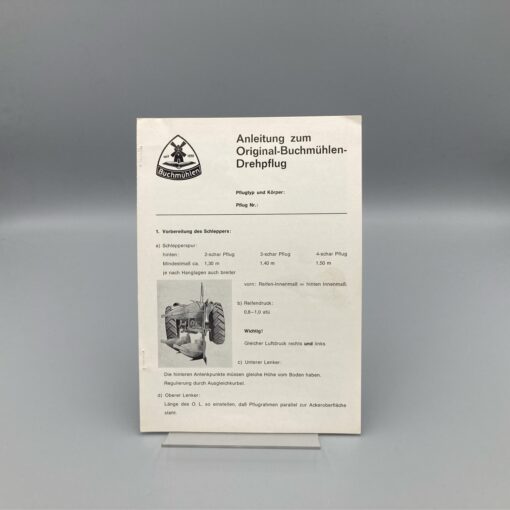 Buchmühlen
Anleitung zum
Original-Buchmühlen-
Drehpflug
Pflugtyp und Körper:
Pflug Nr.:
1. Vorbereitung des Schleppers:
a) Schlepperspur:
hinten: 2-schar Pflug 3-schar Pflug 4-schar Pflug
Mindestmaß ca. 1,30 m 1,40 m 1,50 m
je nach Hanglagen auch breiter
vorn: Reifen-Innenmaß = hinten Innenmaß.
b) Reifendruck:
0,8–1,0 atü
Wichtig!
Gleicher Luftdruck rechts und links
c) Unterer Lenker:
Die hinteren Anlenkpunkte müssen gleiche Höhe vom Boden haben.
Regulierung durch Ausgleichkurbel.
d) Oberer Lenker:
Länge des O. L. so einstellen, daß Pflugrahmen parallel zur Ackeroberfläche
steht.